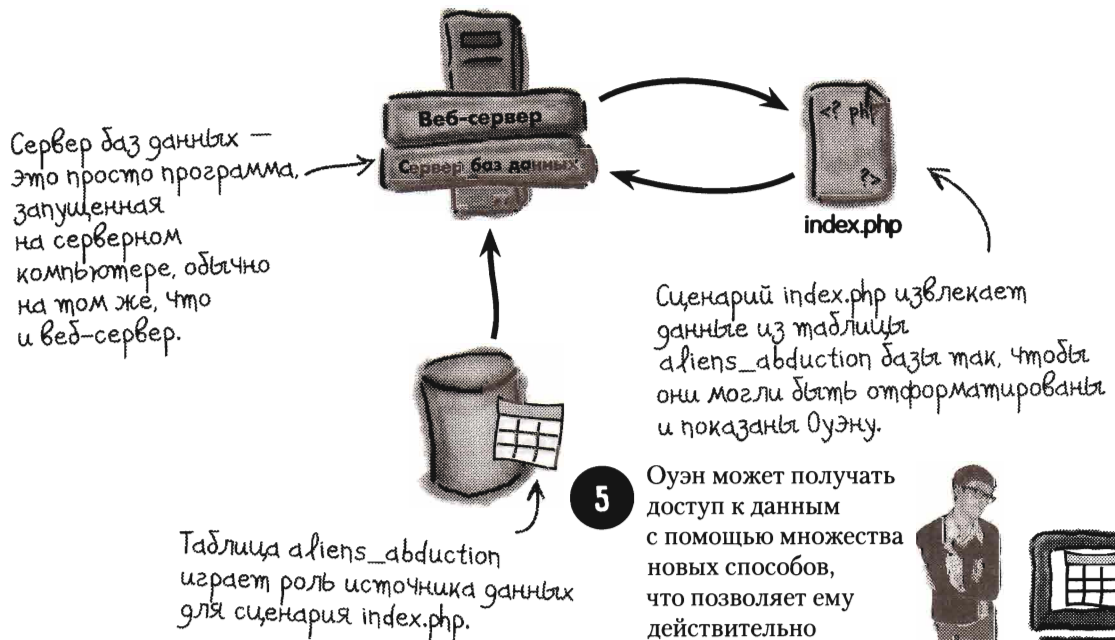 Веб-сервер
Сервер баз данных
<? php
?>
index.php
Сервер баз данных —
это просто программа,
запущенная
на серверном
компьютере, обычно
на том же, что
и веб-сервер.
Сценарий index.php извлекает
данные из таблицы
aliens_abduction базы так, чтобы
они могли быть отформатированы
и показаны Оуэну.
Таблица aliens_abduction
играет роль источника данных
для сценария index.php.
5
Оуэн может получать
доступ к данным
с помощью множества
новых способов,
что позволяет ему
действительно